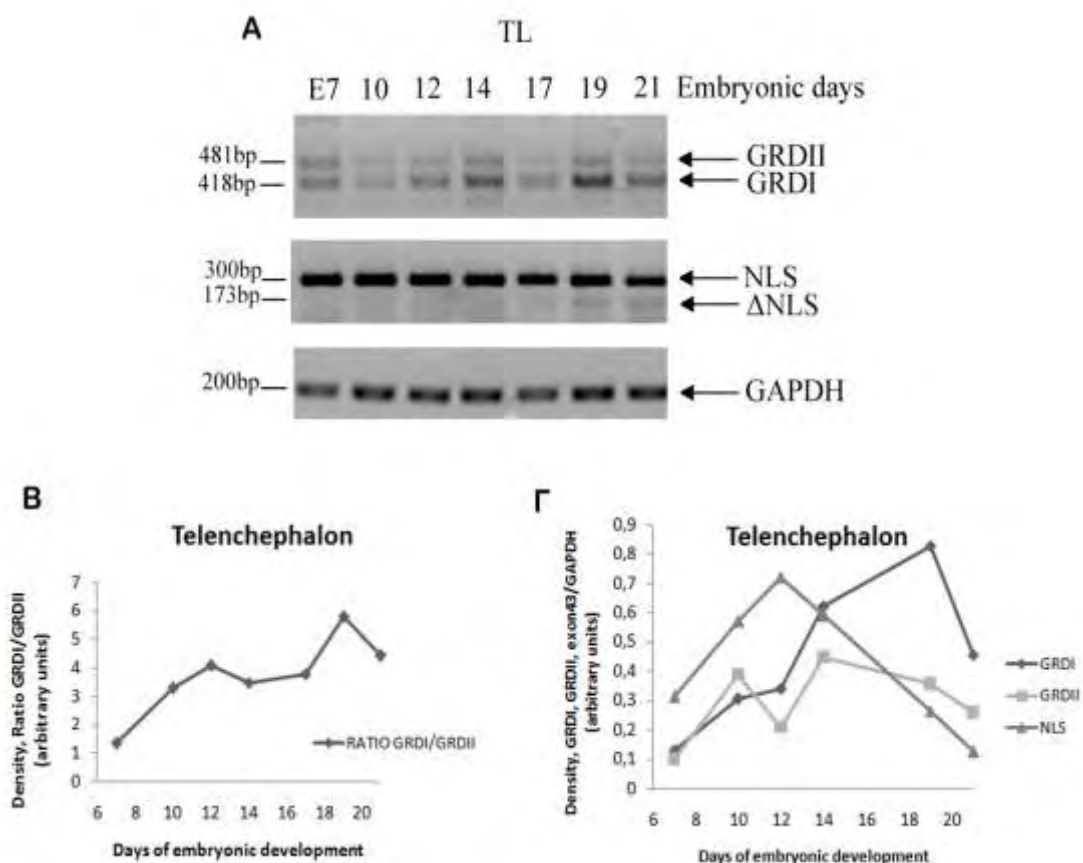 A
TL
E7 10 12 14 17 19 21 Embryonic days
481bp GRDII
418bp GRDI
300bp NLS
173bp ΔNLS
200bp GAPDH
B
Telenchephalon
Density, Ratio GRDI/GRDII
(arbitrary units)
7
6
5
4
3
2
1
0
RATIO GRDI/GRDII
6 8 10 12 14 16 18 20
Days of embryonic development
Γ
Telenchephalon
Density, GRDI, GRDII, exon43/GAPDH
(arbitrary units)
0,9
0,8
0,7
0,6
0,5
0,4
0,3
0,2
0,1
0
GRDI
GRDII
NLS
6 8 10 12 14 16 18 20
Days of embryonic development